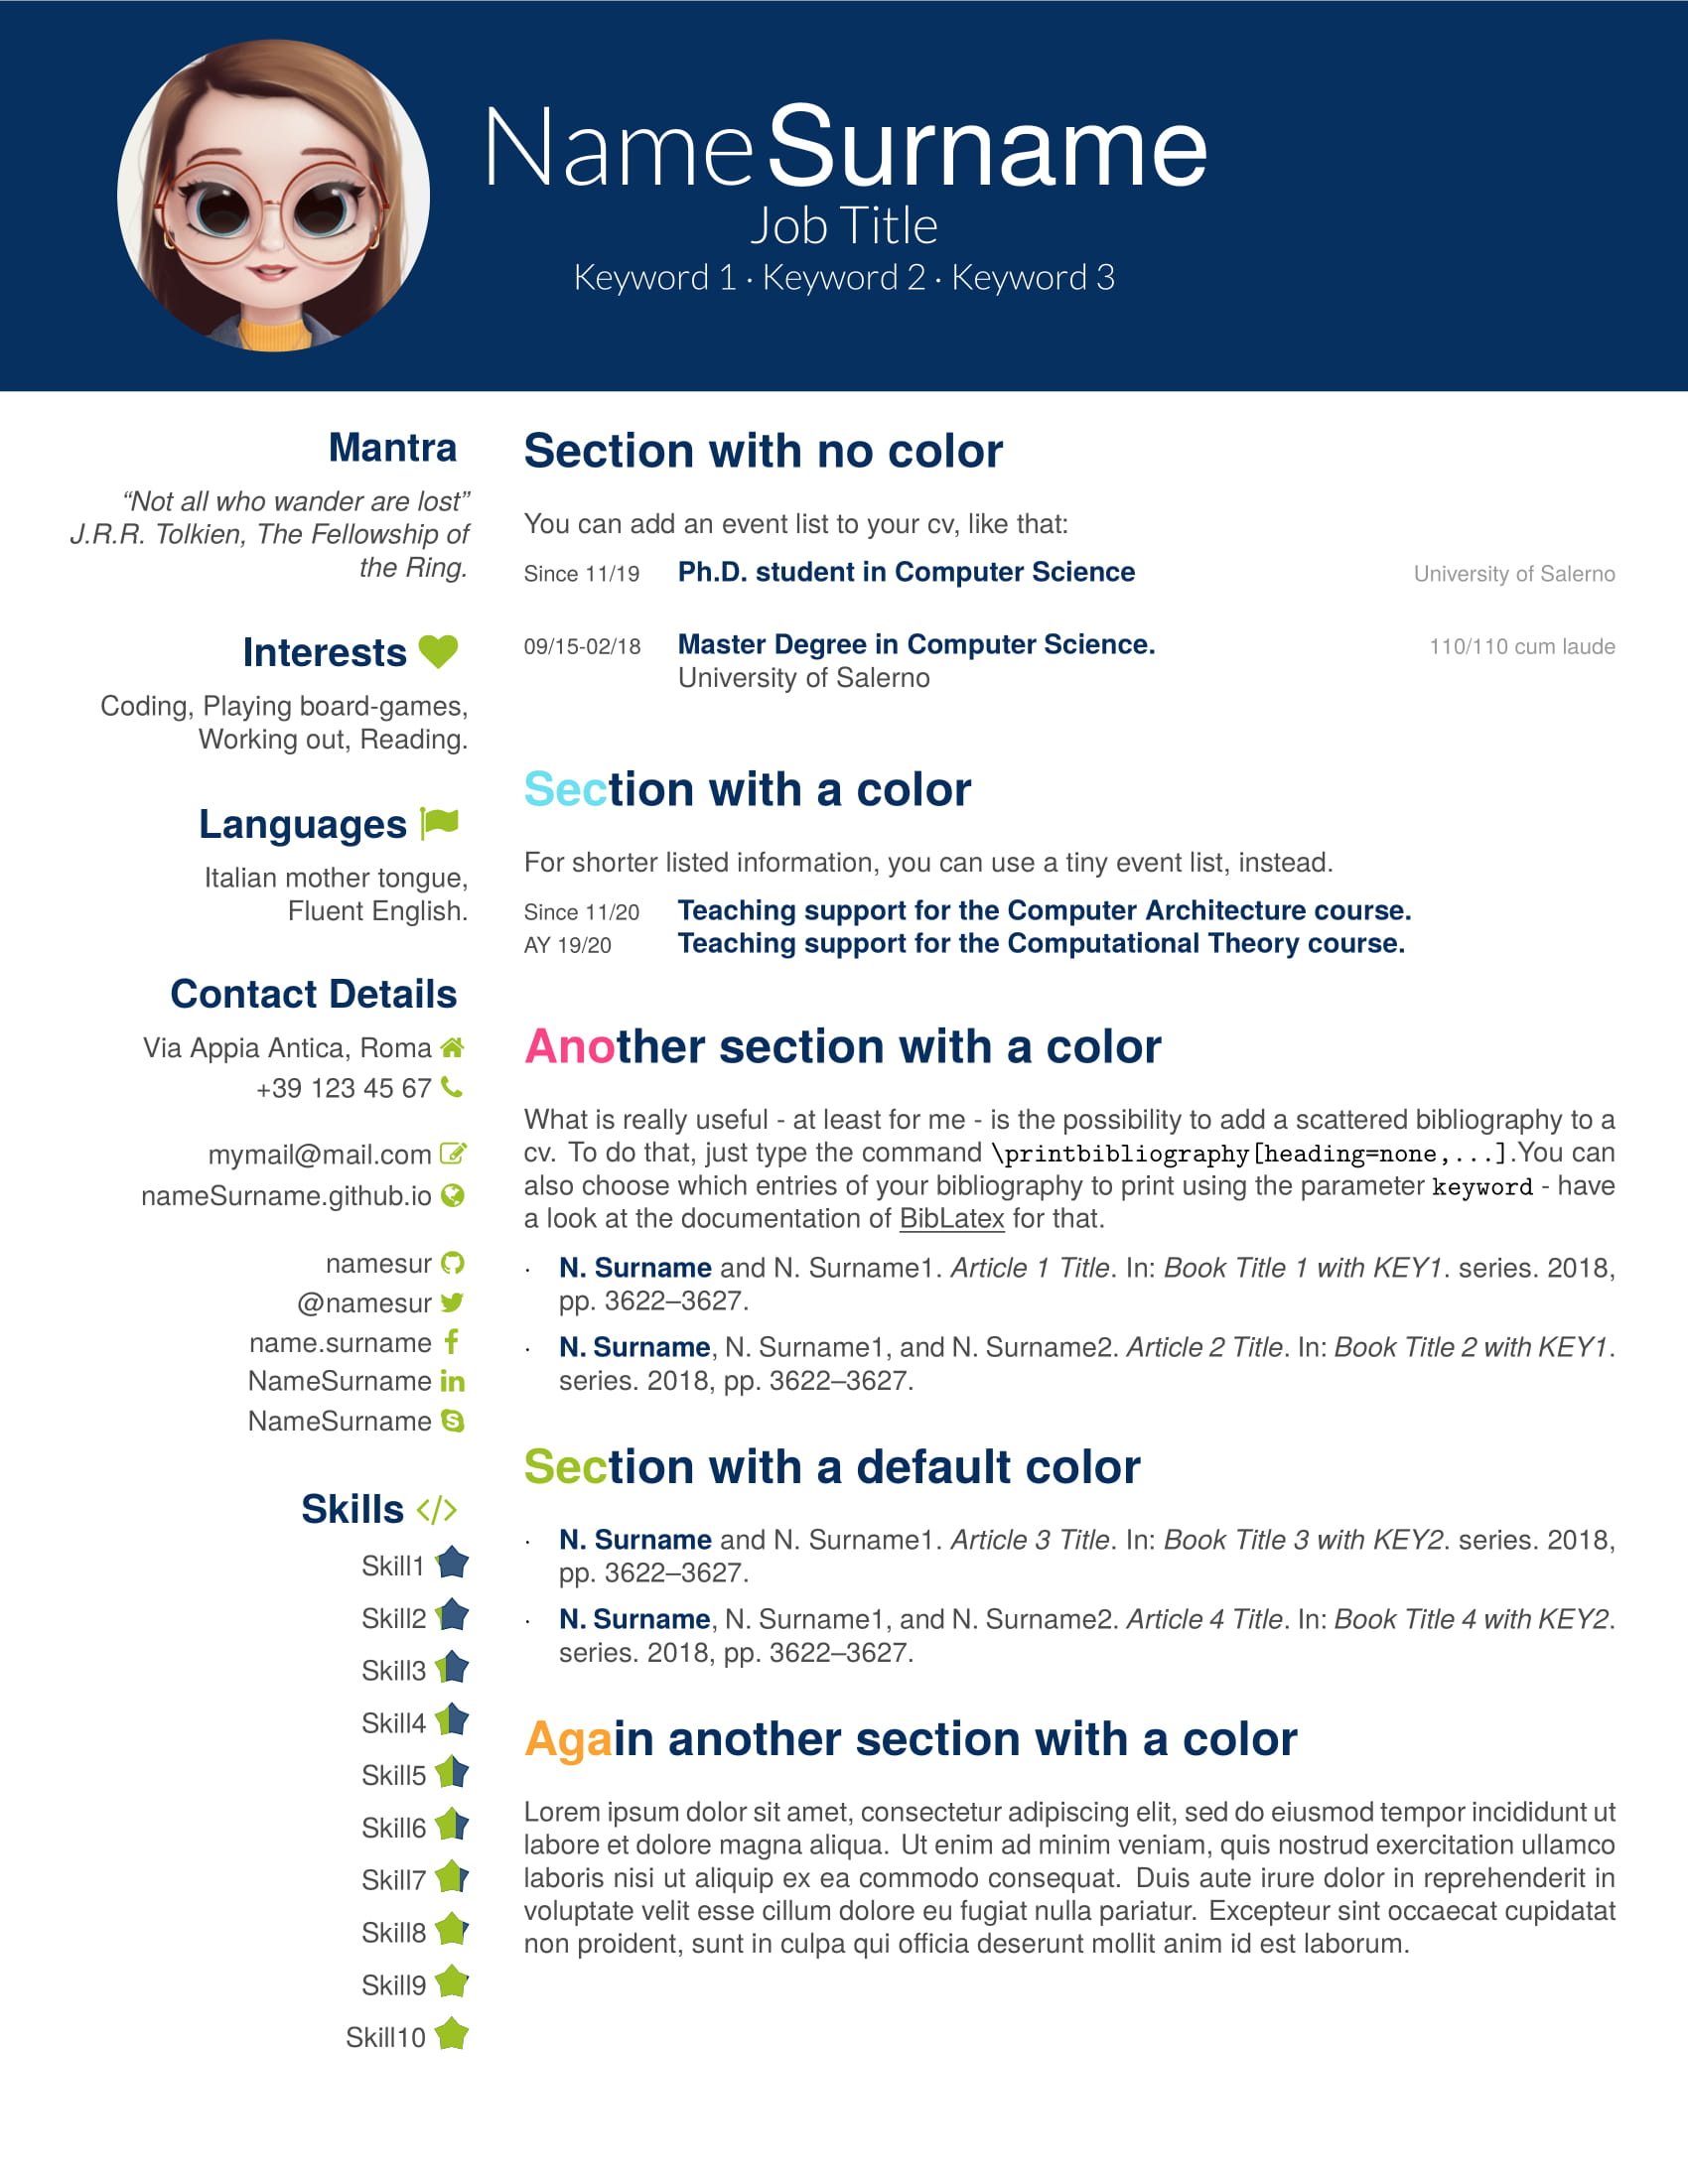 Name Surname
Job Title
Keyword 1 · Keyword 2 · Keyword 3
Mantra
“Not all who wander are lost”
J.R.R. Tolkien, The Fellowship of
the Ring.
Interests
Coding, Playing board-games,
Working out, Reading.
Languages
Italian mother tongue,
Fluent English.
Contact Details
Via Appia Antica, Roma
+39 123 45 67
mymail@mail.com
nameSurname.github.io
namesur
@namesur
name.surname
NameSurname
NameSurname
Skills
Skill1
Skill2
Skill3
Skill4
Skill5
Skill6
Skill7
Skill8
Skill9
Skill10
Section with no color
You can add an event list to your cv, like that:
Since 11/19 Ph.D. student in Computer Science University of Salerno
09/15-02/18 Master Degree in Computer Science. 110/110 cum laude
University of Salerno
Section with a color
For shorter listed information, you can use a tiny event list, instead.
Since 11/20 Teaching support for the Computer Architecture course.
AY 19/20 Teaching support for the Computational Theory course.
Another section with a color
What is really useful - at least for me - is the possibility to add a scattered bibliography to a
cv. To do that, just type the command \printbibliography[heading=none,...].You can
also choose which entries of your bibliography to print using the parameter keyword - have
a look at the documentation of BibLatex for that.
· N. Surname and N. Surname1. Article 1 Title. In: Book Title 1 with KEY1. series. 2018,
pp. 3622–3627.
· N. Surname, N. Surname1, and N. Surname2. Article 2 Title. In: Book Title 2 with KEY1.
series. 2018, pp. 3622–3627.
Section with a default color
· N. Surname and N. Surname1. Article 3 Title. In: Book Title 3 with KEY2. series. 2018,
pp. 3622–3627.
· N. Surname, N. Surname1, and N. Surname2. Article 4 Title. In: Book Title 4 with KEY2.
series. 2018, pp. 3622–3627.
Again another section with a color
Lorem ipsum dolor sit amet, consectetur adipiscing elit, sed do eiusmod tempor incididunt ut
labore et dolore magna aliqua. Ut enim ad minim veniam, quis nostrud exercitation ullamco
laboris nisi ut aliquip ex ea commodo consequat. Duis aute irure dolor in reprehenderit in
voluptate velit esse cillum dolore eu fugiat nulla pariatur. Excepteur sint occaecat cupidatat
non proident, sunt in culpa qui officia deserunt mollit anim id est laborum.